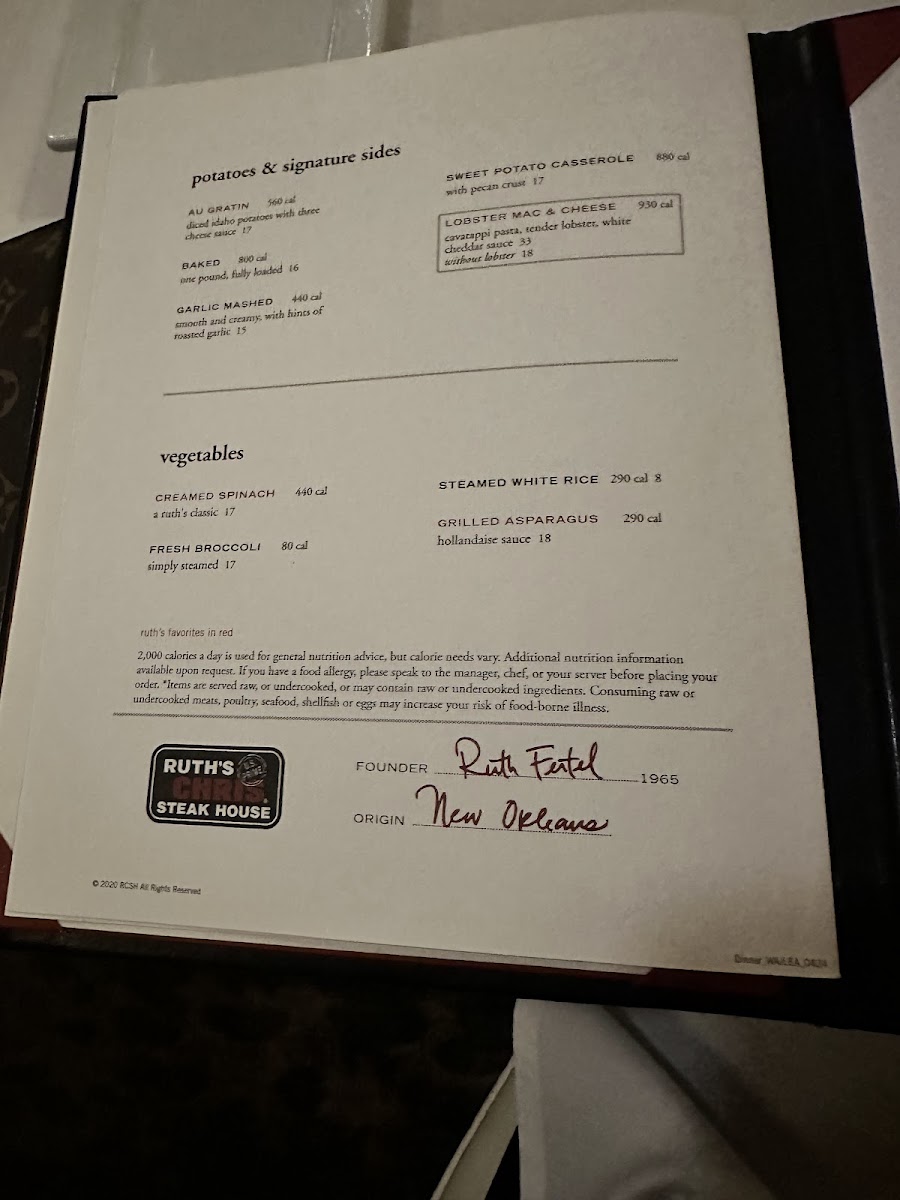 potatoes & signature sides
AU GRATIN 560 cal
diced idaho potatoes with three
cheese sauce 17
BAKED 800 cal
one pound, fully loaded 16
GARLIC MASHED 440 cal
smooth and creamy, with hints of
roasted garlic 15
SWEET POTATO CASSEROLE 880 cal
with pecan crust 17
LOBSTER MAC & CHEESE 930 cal
cavatappi pasta, tender lobster, white
cheddar sauce 33
without lobster 18
vegetables
CREAMED SPINACH 440 cal
a ruth's classic 17
FRESH BROCCOLI 80 cal
simply steamed 17
STEAMED WHITE RICE 290 cal 8
GRILLED ASPARAGUS 290 cal
hollandaise sauce 18
ruth's favorites in red
2,000 calories a day is used for general nutrition advice, but calorie needs vary. Additional nutrition information
available upon request. If you have a food allergy, please speak to the manager, chef, or your server before placing your
order. *Items are served raw, or undercooked, or may contain raw or undercooked ingredients. Consuming raw or
undercooked meats, poultry, seafood, shellfish or eggs may increase your risk of food-borne illness.
RUTH'S
U.S.
PRIME
CHRIS
STEAK HOUSE
FOUNDER Ruth Fertel 1965
ORIGIN New Orleans
© 2020 RCSH All Rights Reserved
Dinner_WAILEA_0424